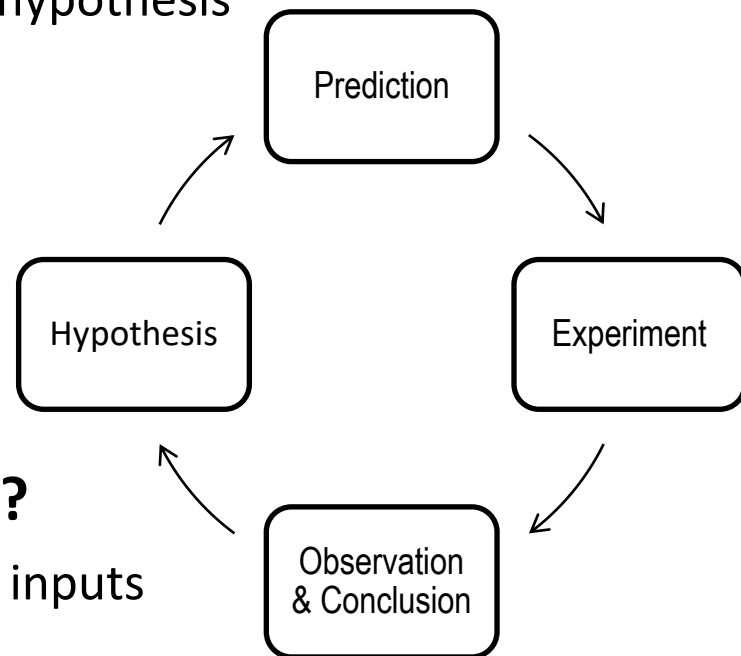 hypothesis
Prediction
Hypothesis
Experiment
?
inputs
Observation
& Conclusion